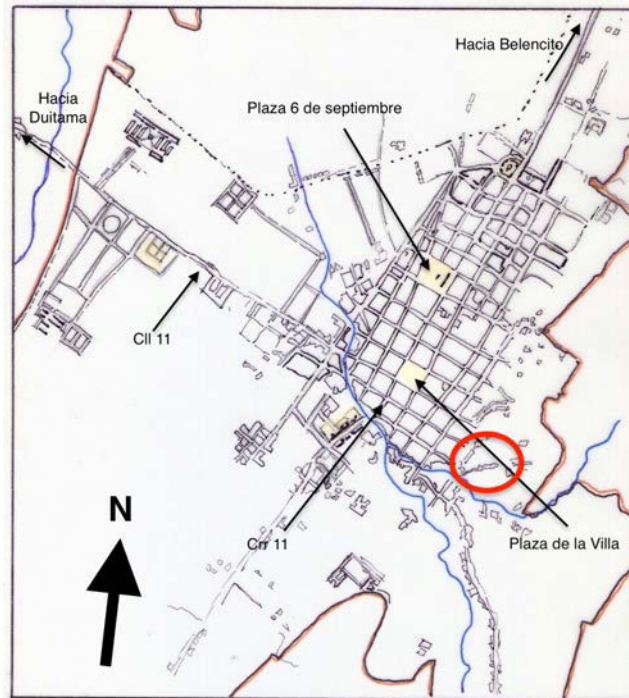 Hacia Belencito
Hacia
Duitama
Plaza 6 de septiembre
Cll 11
N
Crr 11
Plaza de la Villa